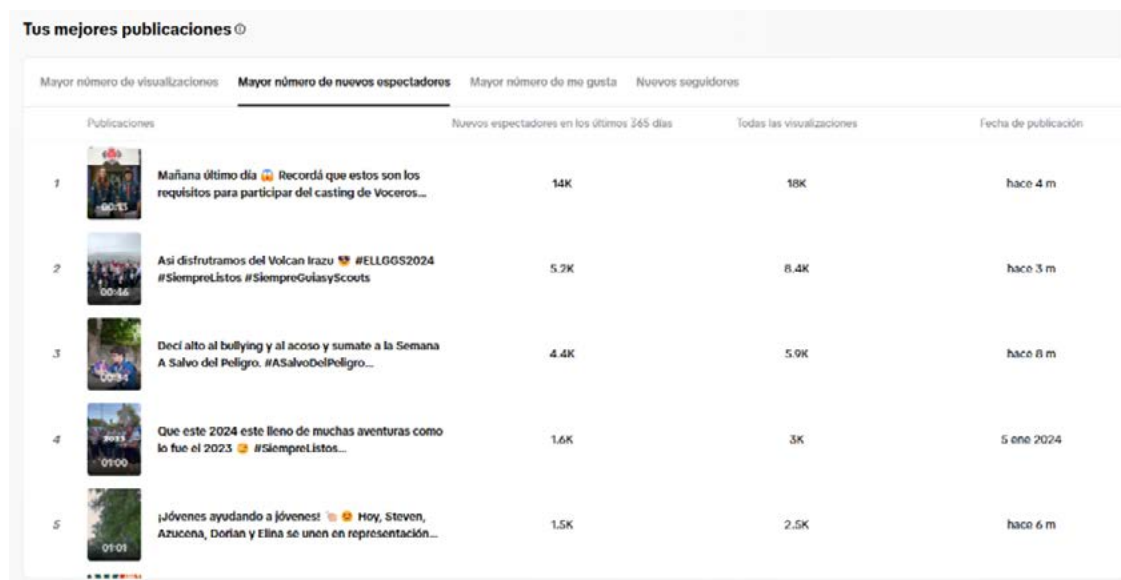 Tus mejores publicaciones
Mayor número de visualizaciones Mayor número de nuevos espectadores Mayor número de me gusta Nuevos seguidores
Publicaciones Nuevos espectadores en los últimos 365 días Todas las visualizaciones Fecha de publicación
1 00:13 Mañana último día 😱 Recordá que estos son los
requisitos para participar del casting de Voceros... 14K 18K hace 4 m
2 00:46 Asi disfrutramos del Volcan Irazu #ELLGGS2024
#SiempreListos #SiempreGuiasyScouts 5.2K 8.4K hace 3 m
3 00:34 Decí alto al bullying y al acoso y sumate a la Semana
A Salvo del Peligro. #ASalvoDelPeligro... 4.4K 5.9K hace 8 m
4 2023 01:00 Que este 2024 este lleno de muchas aventuras como
lo fue el 2023 #SiempreListos... 1.6K 3K 5 ene 2024
5 01:01 ¡Jóvenes ayudando a jóvenes! Hoy, Steven,
Azucena, Dorian y Elina se unen en representación... 1.5K 2.5K hace 6 m